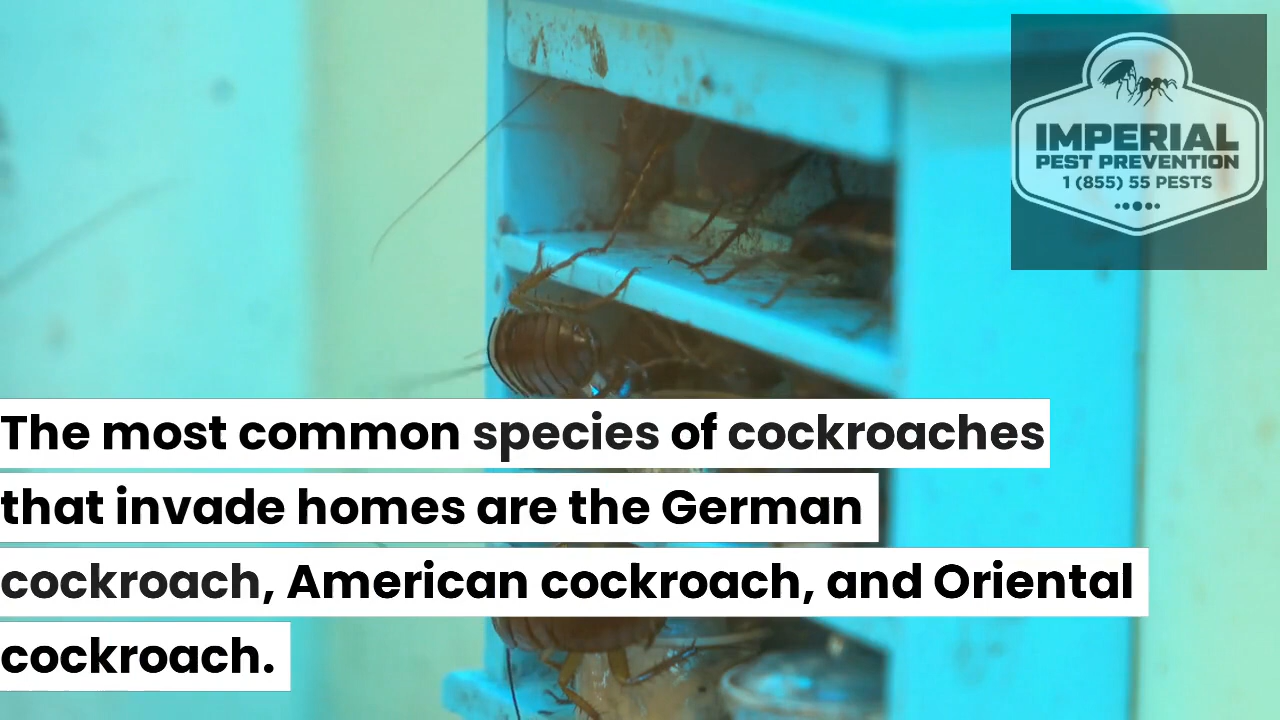 IMPERIAL
PEST PREVENTION
1 (855) 55 PESTS
The most common species of cockroaches
that invade homes are the German
cockroach, American cockroach, and Oriental
cockroach.